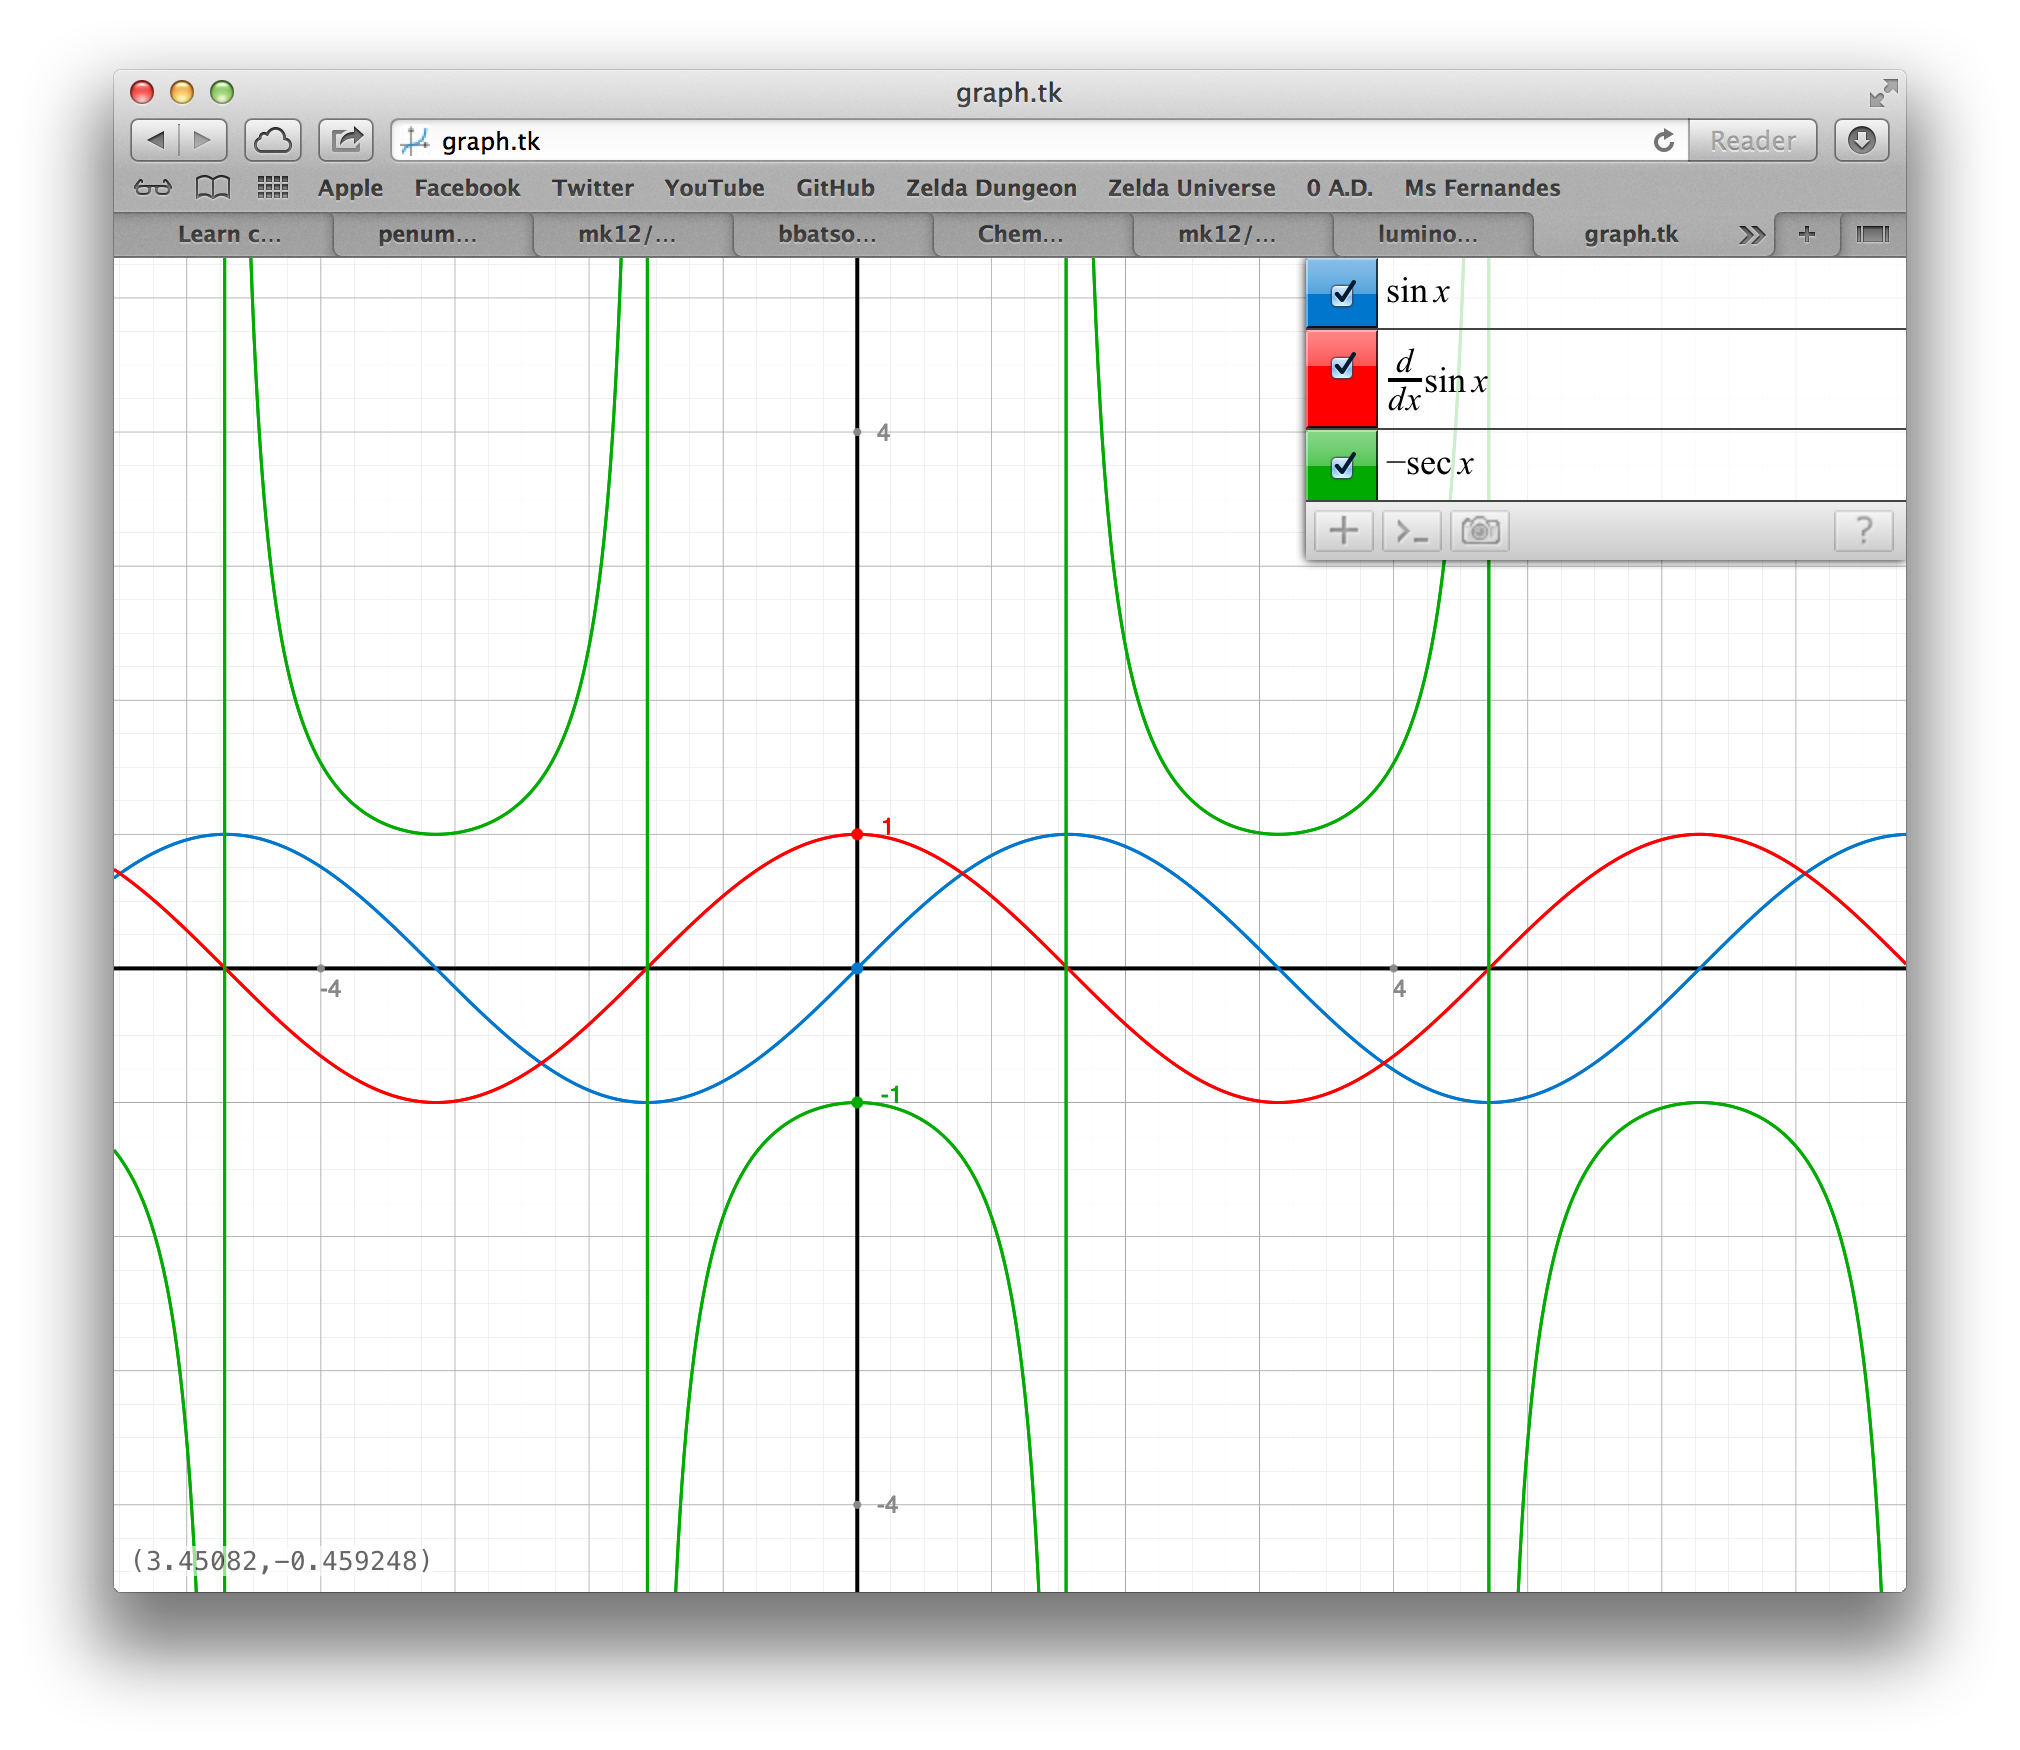 graph.tk
graph.tk Reader
Apple Facebook Twitter YouTube GitHub Zelda Dungeon Zelda Universe 0 A.D. Ms Fernandes
Learn c... penum... mk12/... bbatso... Chem... mk12/... lumino... graph.tk
sin x
d
dx
sin x
−sec x
?
4
1
-4
4
-1
-4
(3.45082,−0.459248)